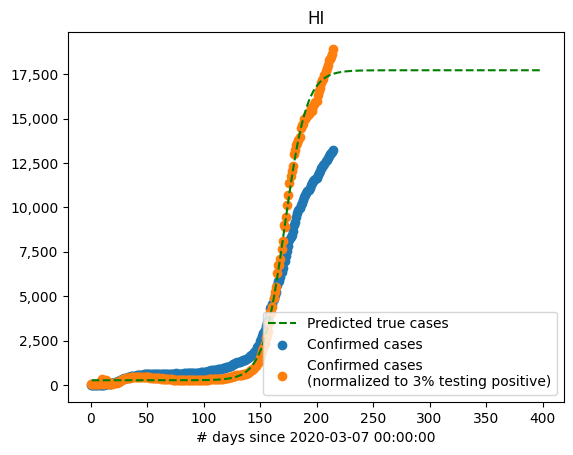 HI
17,500
15,000
12,500
10,000
7,500
5,000
2,500
0
Predicted true cases
Confirmed cases
Confirmed cases
(normalized to 3% testing positive)
0 50 100 150 200 250 300 350 400
# days since 2020-03-07 00:00:00